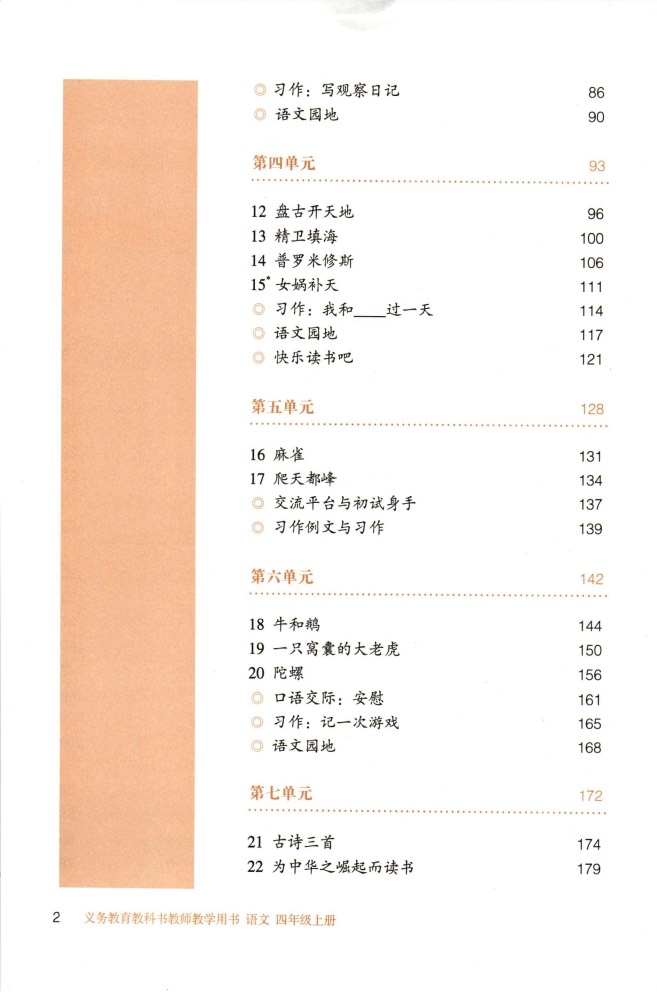 ◎ 习作：写观察日记 86
◎ 语文园地 90
第四单元 93
12 盘古开天地 96
13 精卫填海 100
14 普罗米修斯 106
15* 女娲补天 111
◎ 习作：我和____过一天 114
◎ 语文园地 117
◎ 快乐读书吧 121
第五单元 128
16 麻雀 131
17 爬天都峰 134
◎ 交流平台与初试身手 137
◎ 习作例文与习作 139
第六单元 142
18 牛和鹅 144
19 一只窝囊的大老虎 150
20 陀螺 156
◎ 口语交际：安慰 161
◎ 习作：记一次游戏 165
◎ 语文园地 168
第七单元 172
21 古诗三首 174
22 为中华之崛起而读书 179
2 义务教育教科书教师教学用书 语文 四年级上册